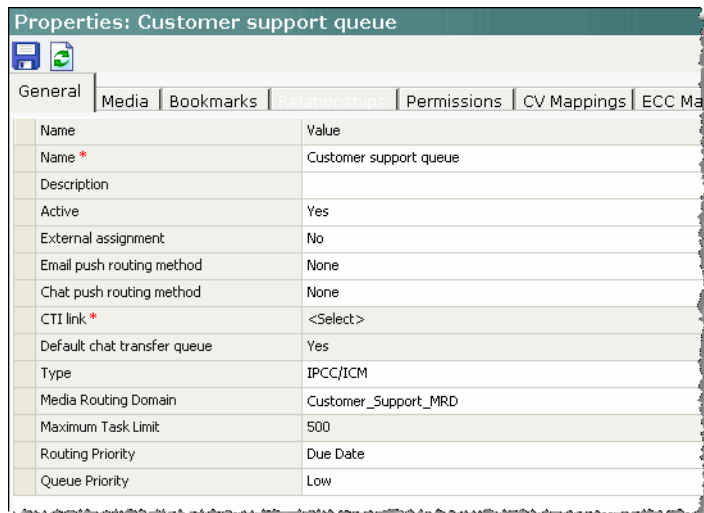 Properties: Customer support queue
General Media Bookmarks Relationships Permissions CV Mappings ECC Ma
Name Value
Name * Customer support queue
Description
Active Yes
External assignment No
Email push routing method None
Chat push routing method None
CTI link * <Select>
Default chat transfer queue Yes
Type IPCC/ICM
Media Routing Domain Customer_Support_MRD
Maximum Task Limit 500
Routing Priority Due Date
Queue Priority Low